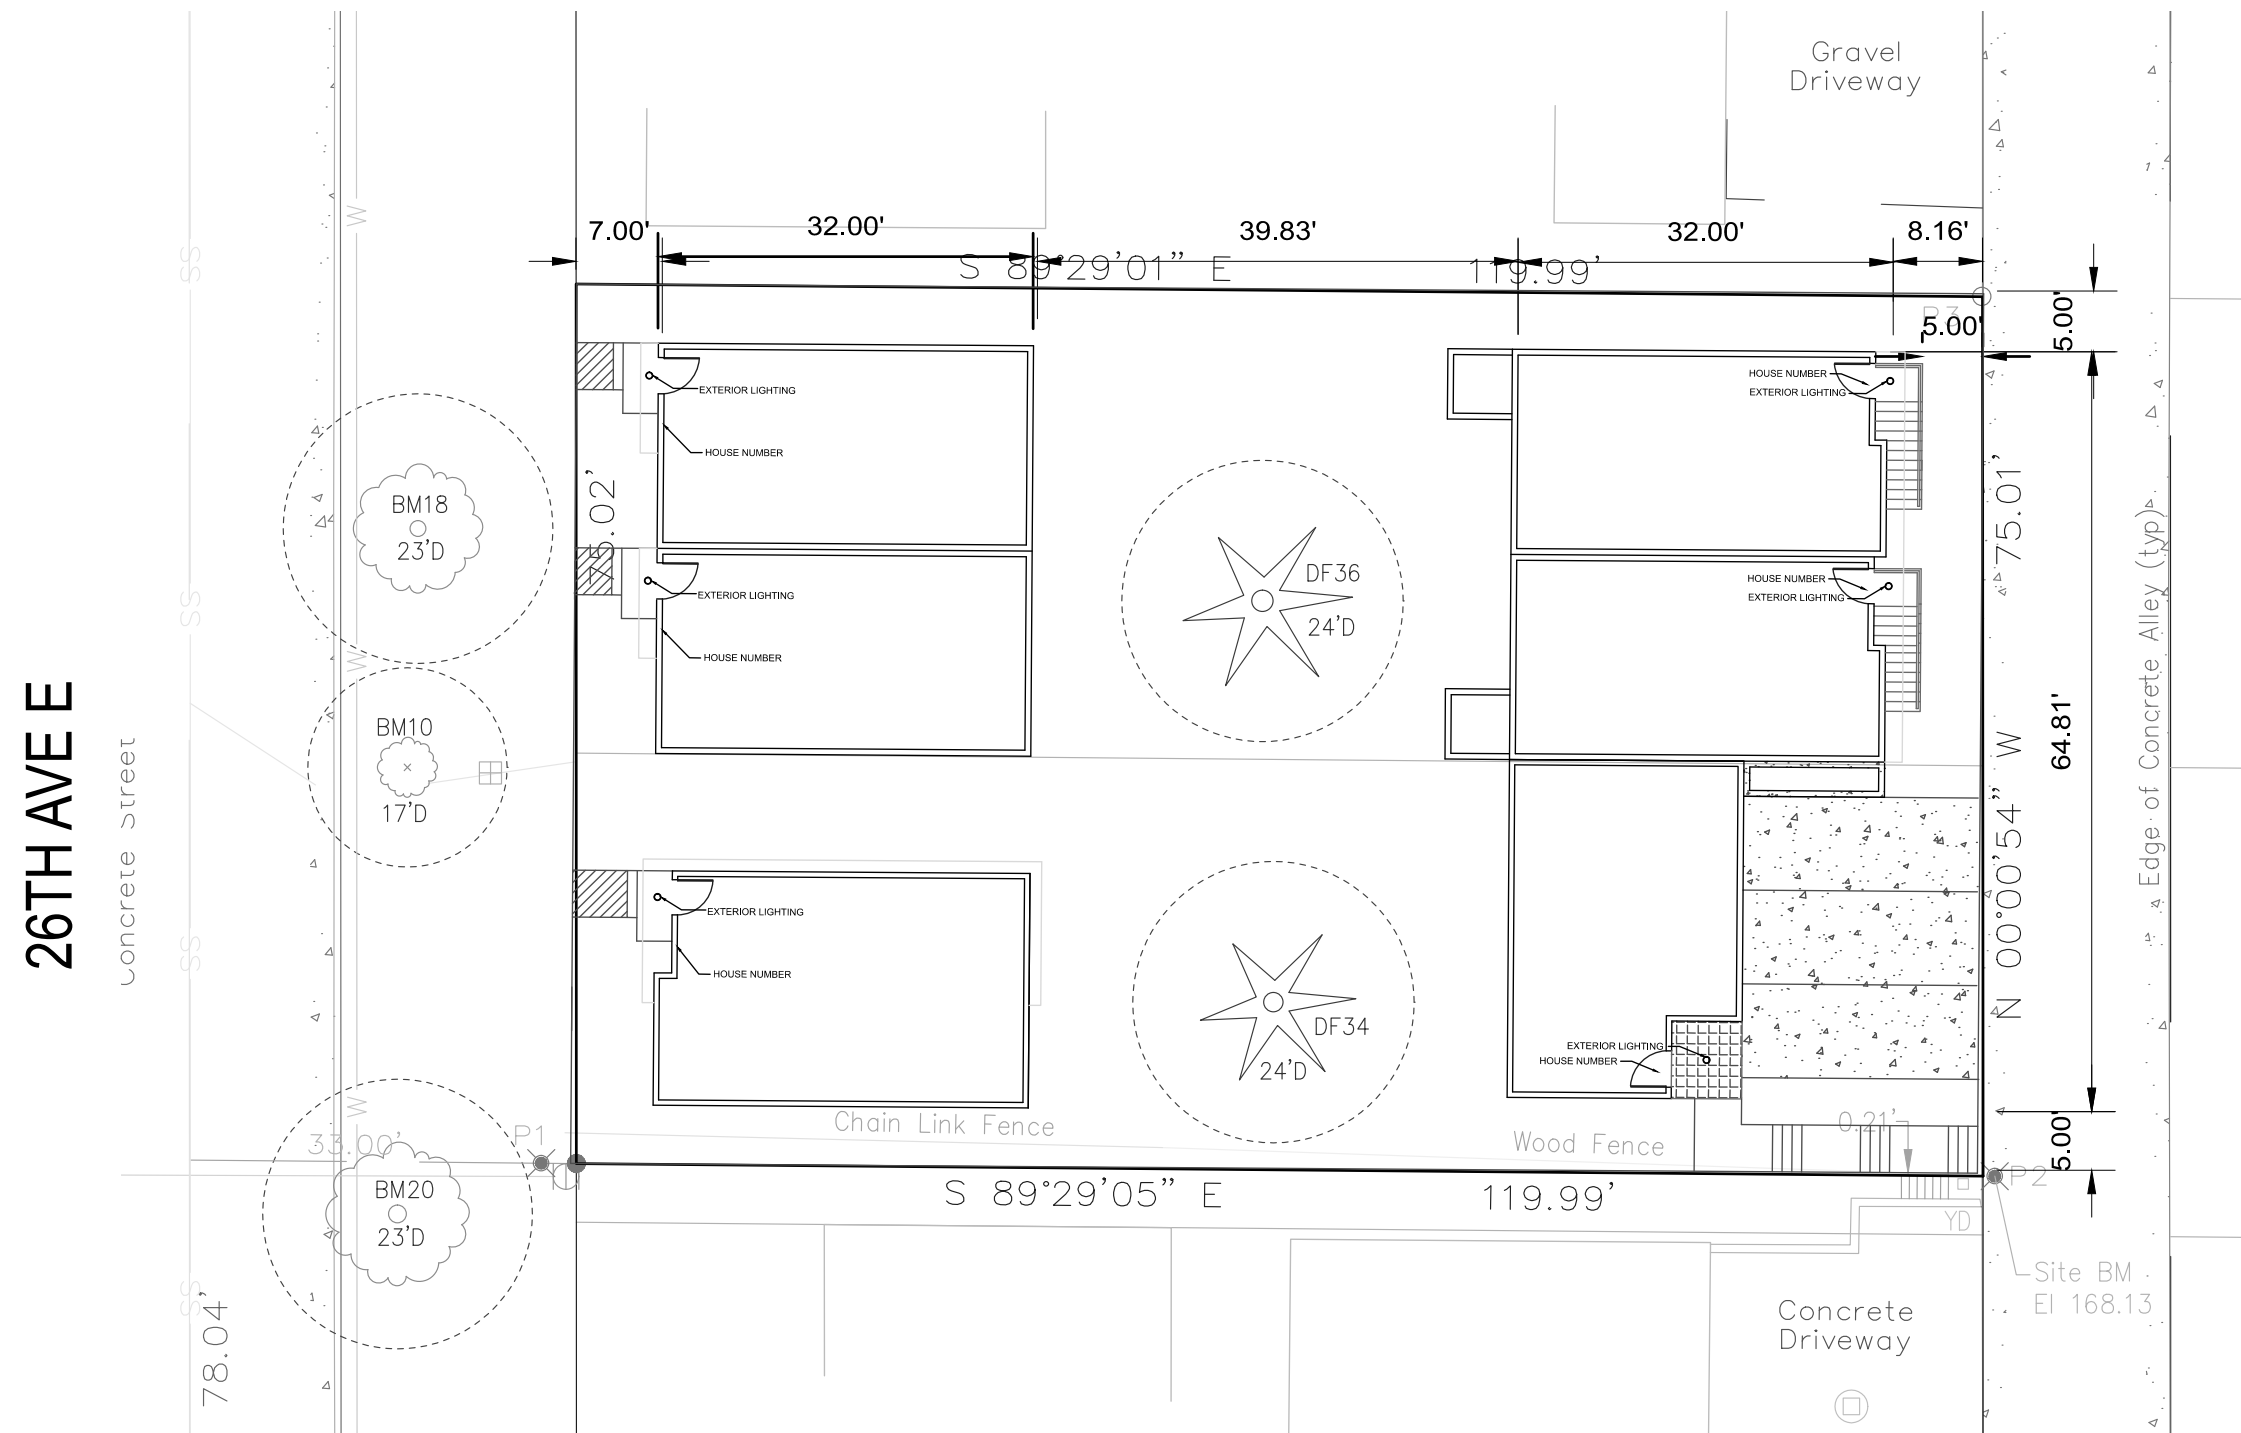 Gravel
Driveway
7.00'
32.00'
39.83'
32.00'
8.16'
S 89°29'01" E
119.99'
P3
5.00'
5.00'
W
SS
EXTERIOR LIGHTING
HOUSE NUMBER
HOUSE NUMBER
EXTERIOR LIGHTING
BM18
23'D
75.02'
DF36
24'D
75.01'
SS
EXTERIOR LIGHTING
HOUSE NUMBER
HOUSE NUMBER
EXTERIOR LIGHTING
W
BM10
17'D
26TH AVE E
Concrete Street
64.81'
N 00°00'54" W
Edge of Concrete Alley (typ)
SS
EXTERIOR LIGHTING
HOUSE NUMBER
DF34
24'D
EXTERIOR LIGHTING
HOUSE NUMBER
W
Chain Link Fence
Wood Fence
0.21'
5.00'
33.00'
P1
P2
BM20
23'D
S 89°29'05" E
119.99'
YD
Site BM
El 168.13
SS
78.04'
Concrete
Driveway